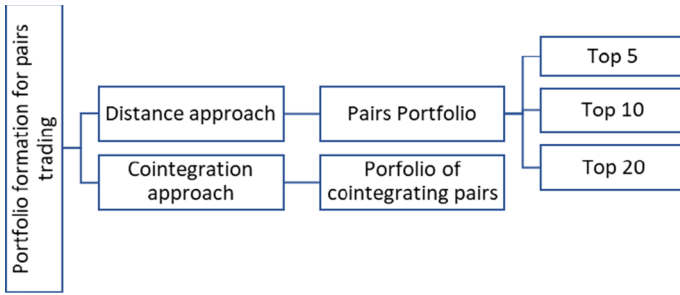 Portfolio formation for pairs
trading
Distance approach
Pairs Portfolio
Top 5
Top 10
Top 20
Cointegration
approach
Porfolio of
cointegrating pairs